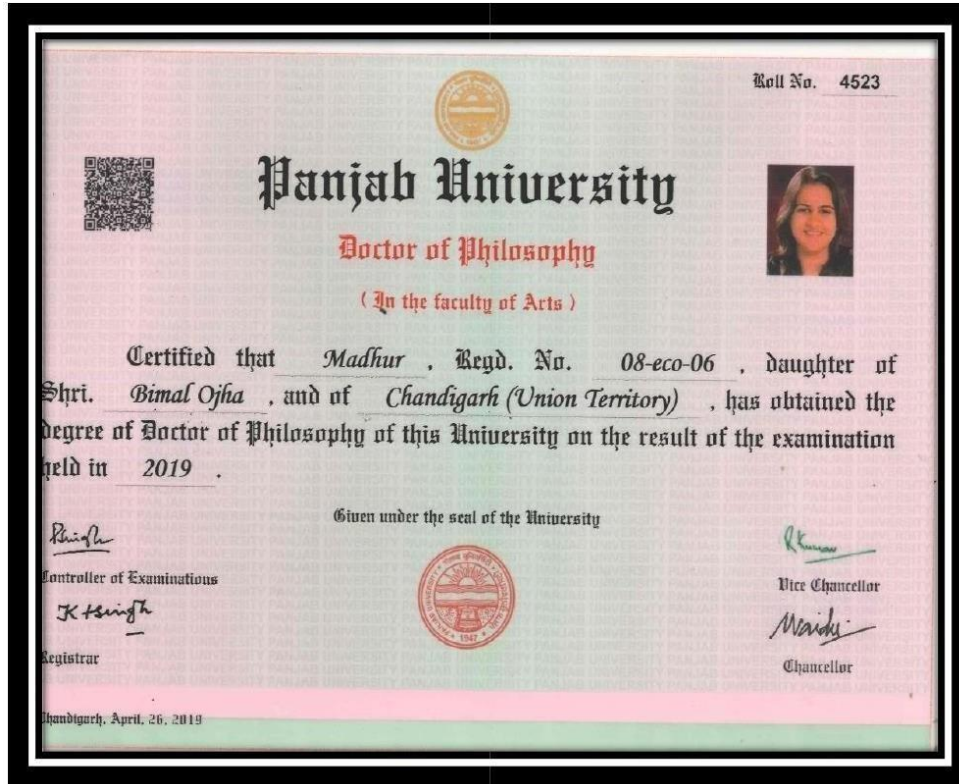 Roll No. 4523
Panjab University
Doctor of Philosophy
( In the faculty of Arts )
Certified that Madhur , Regd. No. 08-eco-06 , daughter of
Shri. Bimal Ojha , and of Chandigarh (Union Territory) , has obtained the
degree of Doctor of Philosophy of this University on the result of the examination
held in 2019 .
Given under the seal of the University
Controller of Examinations
Vice Chancellor
Registrar
Chancellor
Chandigarh, April, 26, 2019
1947